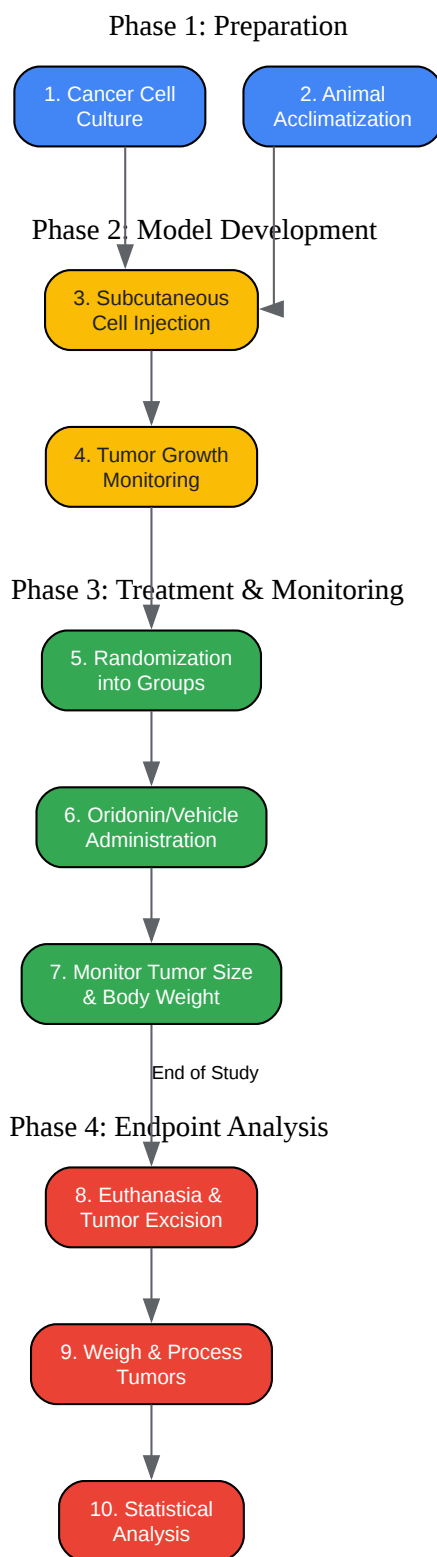 Phase 1: Preparation
1. Cancer Cell
Culture
2. Animal
Acclimatization
Phase 2: Model Development
3. Subcutaneous
Cell Injection
4. Tumor Growth
Monitoring
Phase 3: Treatment & Monitoring
5. Randomization
into Groups
6. Oridonin/Vehicle
Administration
7. Monitor Tumor Size
& Body Weight
End of Study
Phase 4: Endpoint Analysis
8. Euthanasia &
Tumor Excision
9. Weigh & Process
Tumors
10. Statistical
Analysis